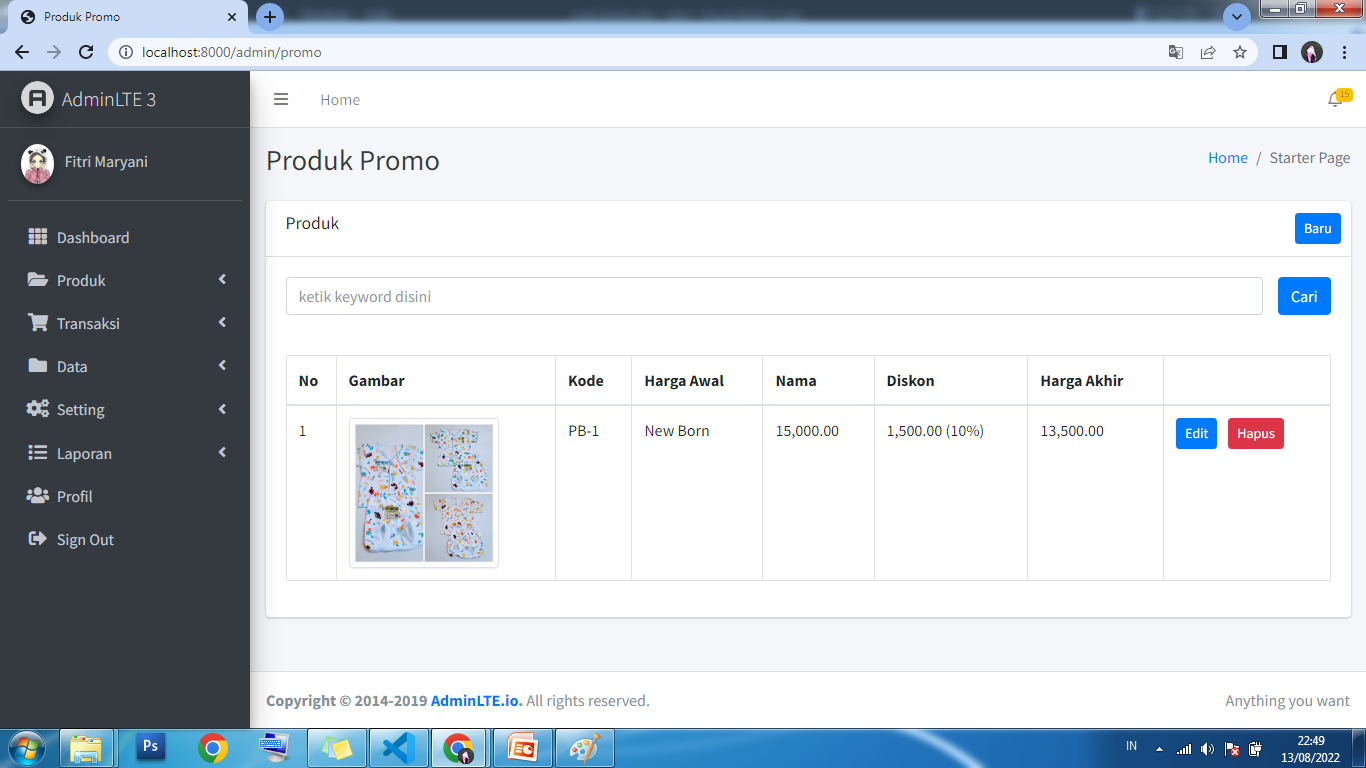 Produk Promo
localhost:8000/admin/promo
AdminLTE 3
Home
15
Fitri Maryani
Produk Promo
Home / Starter Page
Dashboard
Produk
Transaksi
Data
Setting
Laporan
Profil
Sign Out
Produk
Baru
ketik keyword disini
Cari
No Gambar Kode Harga Awal Nama Diskon Harga Akhir
1 PB-1 New Born 15,000.00 1,500.00 (10%) 13,500.00 Edit Hapus
Copyright © 2014-2019 AdminLTE.io. All rights reserved.
Anything you want
Ps
IN
22:49
13/08/2022